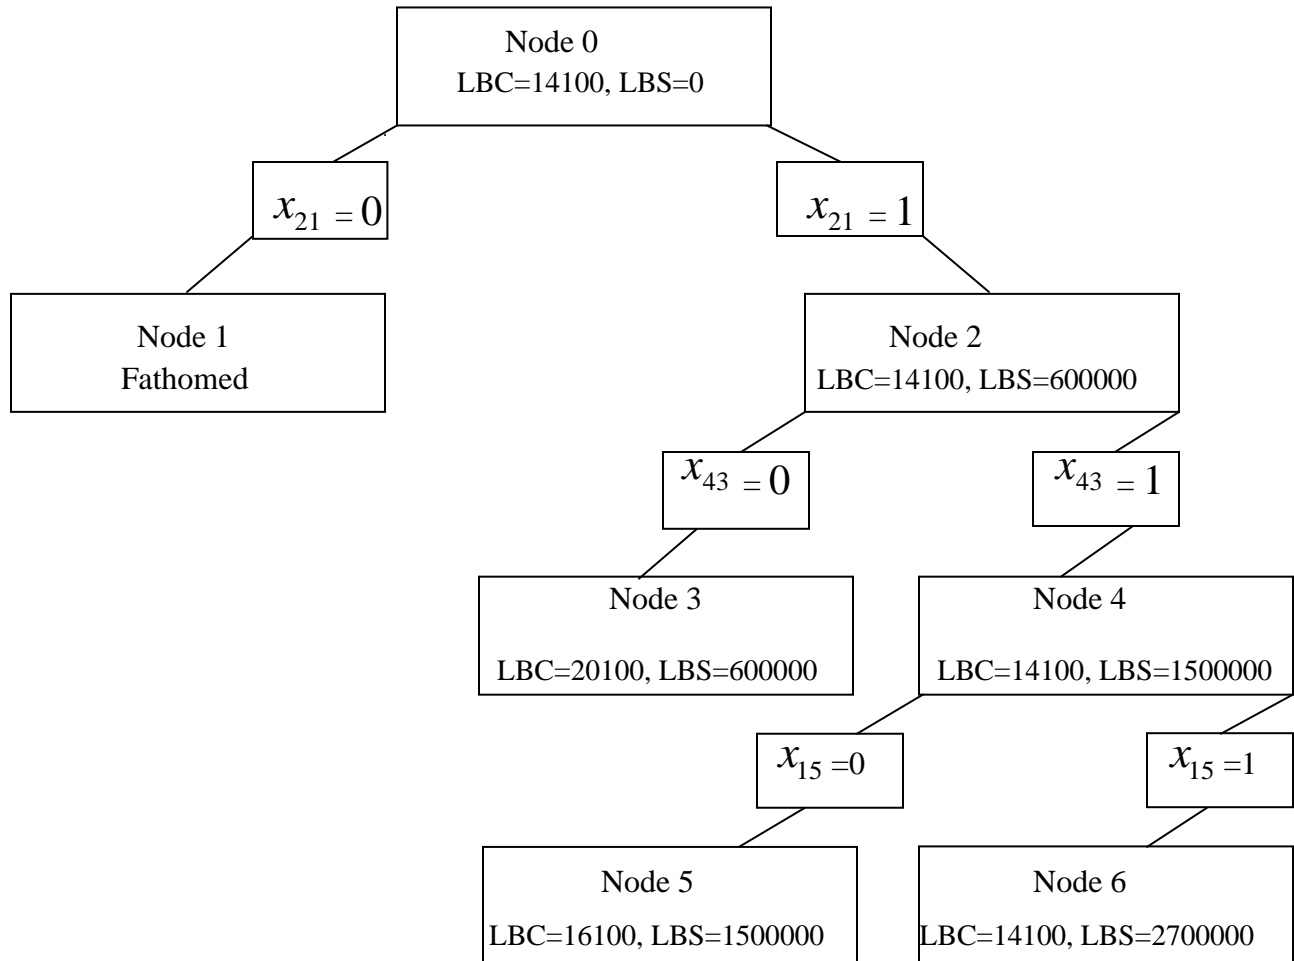 Node 0
LBC=14100, LBS=0
x21 = 0
x21 = 1
Node 1
Fathomed
Node 2
LBC=14100, LBS=600000
x43 = 0
x43 = 1
Node 3
LBC=20100, LBS=600000
Node 4
LBC=14100, LBS=1500000
x15 =0
x15 =1
Node 5
LBC=16100, LBS=1500000
Node 6
LBC=14100, LBS=2700000